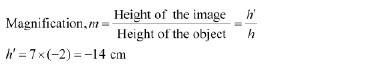 Magnification, m = Height of the image / Height of the object = h′ / h
h′ = 7 × (−2) = −14 cm